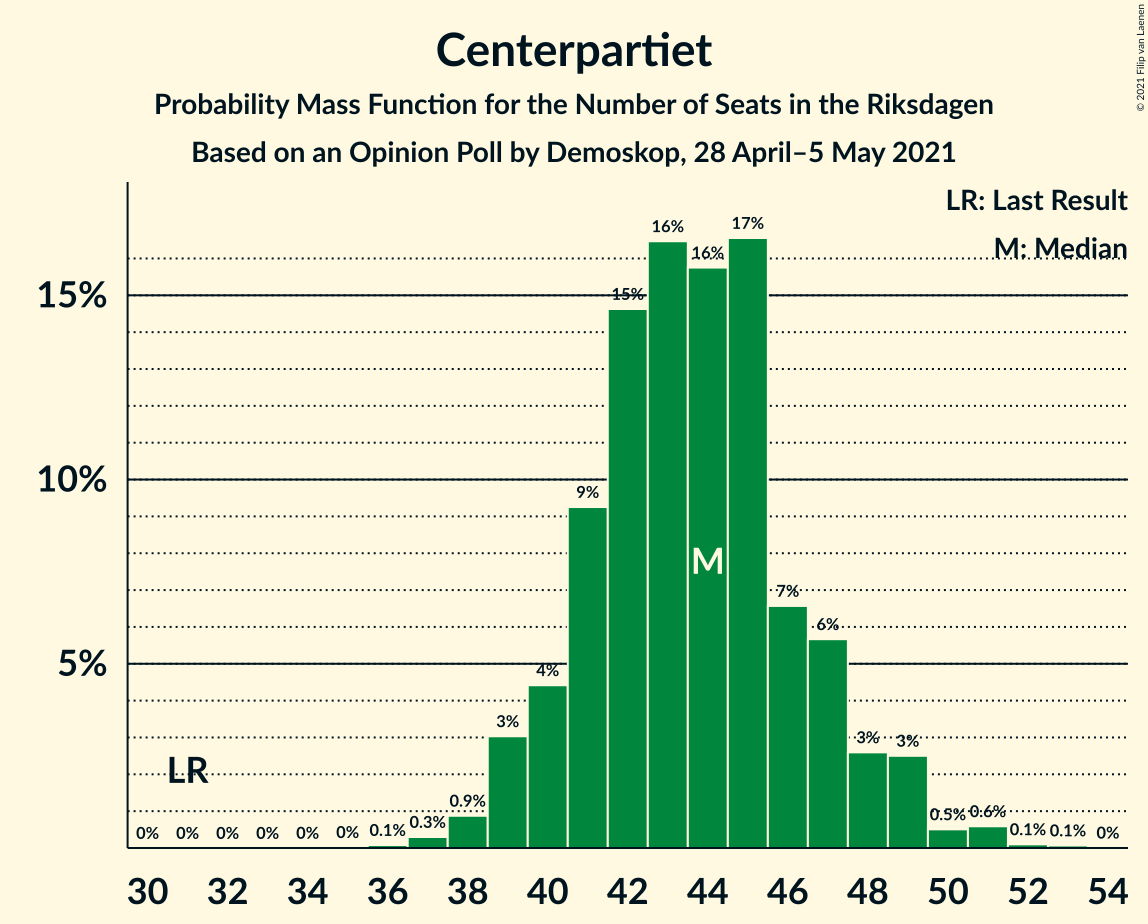 Centerpartiet
Probability Mass Function for the Number of Seats in the Riksdagen
Based on an Opinion Poll by Demoskop, 28 April–5 May 2021
© 2021 Filip van Laenen
LR: Last Result
M: Median
15%
10%
5%
0% 0% 0% 0% 0% 0% 0.1% 0.3% 0.9% 3% 4% 9% 15% 16% 16% 17% 7% 6% 3% 3% 0.5% 0.6% 0.1% 0.1% 0%
LR
M
30 32 34 36 38 40 42 44 46 48 50 52 54